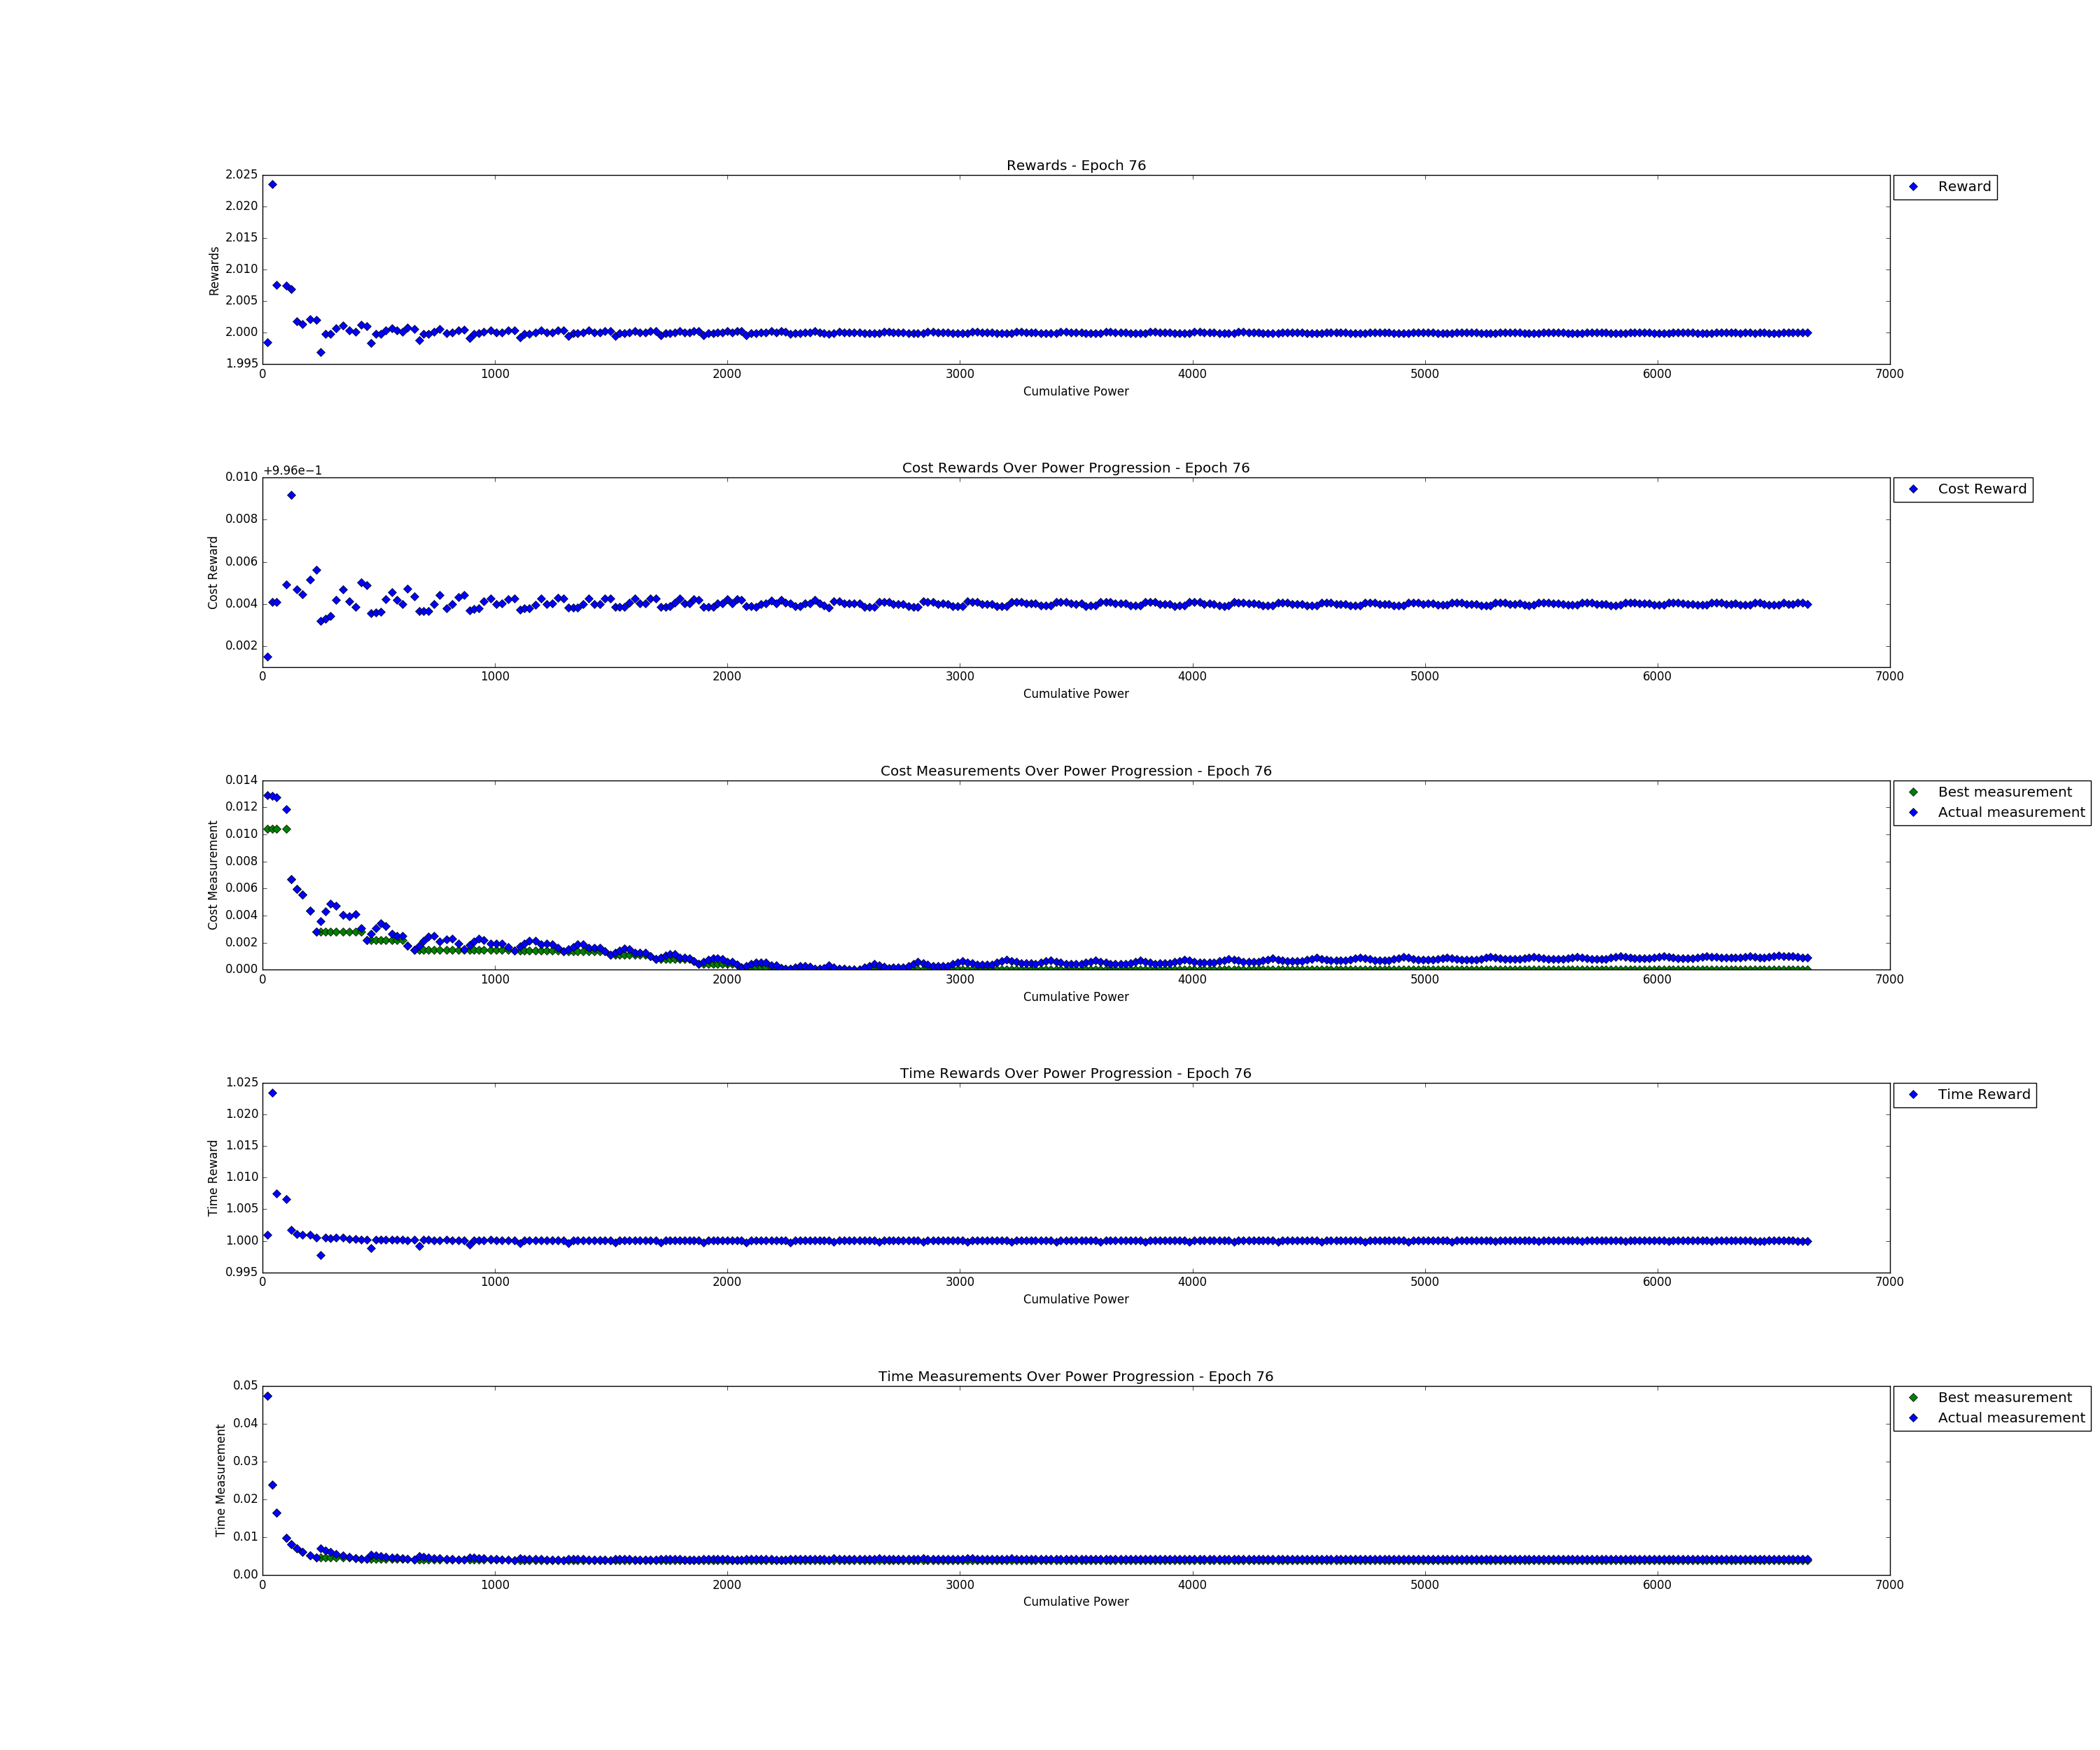 Rewards - Epoch 76
2.025
2.020
2.015
2.010
2.005
2.000
1.995
Rewards
0 1000 2000 3000 4000 5000 6000 7000
Cumulative Power
Reward
Cost Rewards Over Power Progression - Epoch 76
+9.96e−1
0.010
0.008
0.006
0.004
0.002
Cost Reward
0 1000 2000 3000 4000 5000 6000 7000
Cumulative Power
Cost Reward
Cost Measurements Over Power Progression - Epoch 76
0.014
0.012
0.010
0.008
0.006
0.004
0.002
0.000
Cost Measurement
0 1000 2000 3000 4000 5000 6000 7000
Cumulative Power
Best measurement
Actual measurement
Time Rewards Over Power Progression - Epoch 76
1.025
1.020
1.015
1.010
1.005
1.000
0.995
Time Reward
0 1000 2000 3000 4000 5000 6000 7000
Cumulative Power
Time Reward
Time Measurements Over Power Progression - Epoch 76
0.05
0.04
0.03
0.02
0.01
0.00
Time Measurement
0 1000 2000 3000 4000 5000 6000 7000
Cumulative Power
Best measurement
Actual measurement